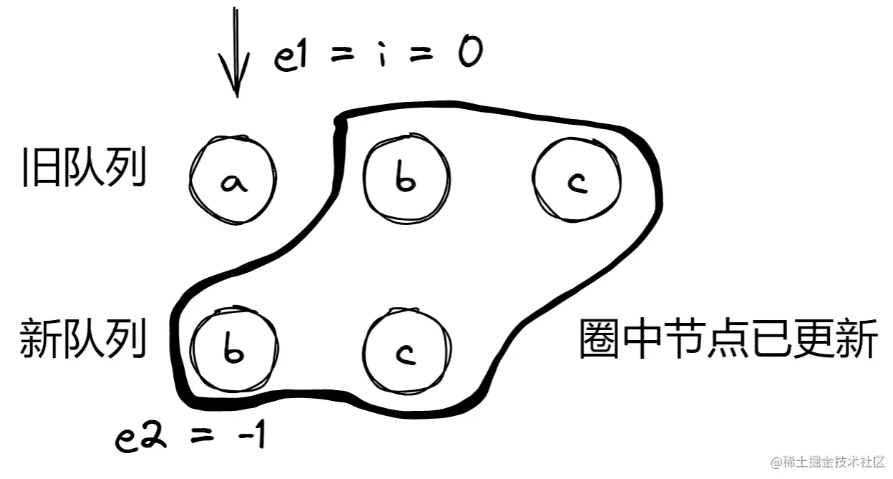 e1 = i = 0
旧队列 a b c
新队列 b c 圈中节点已更新
e2 = -1
@稀土掘金技术社区